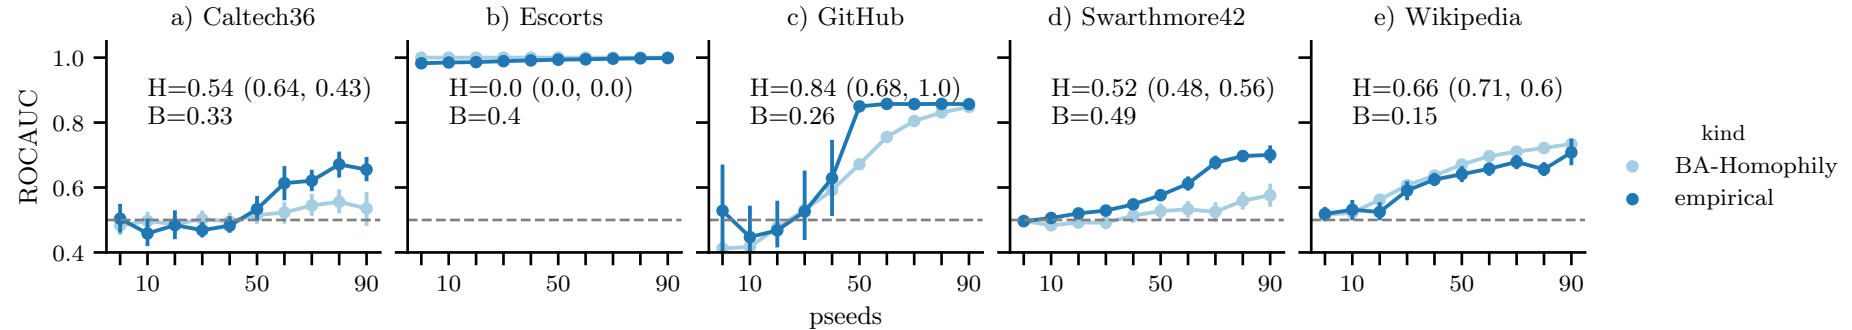 a) Caltech36
b) Escorts
c) GitHub
d) Swarthmore42
e) Wikipedia
ROCAUC
1.0
0.8
0.6
0.4
H=0.54 (0.64, 0.43)
B=0.33
H=0.0 (0.0, 0.0)
B=0.4
H=0.84 (0.68, 1.0)
B=0.26
H=0.52 (0.48, 0.56)
B=0.49
H=0.66 (0.71, 0.6)
B=0.15
10 50 90
10 50 90
10 50 90
10 50 90
10 50 90
pseeds
kind
BA-Homophily
empirical